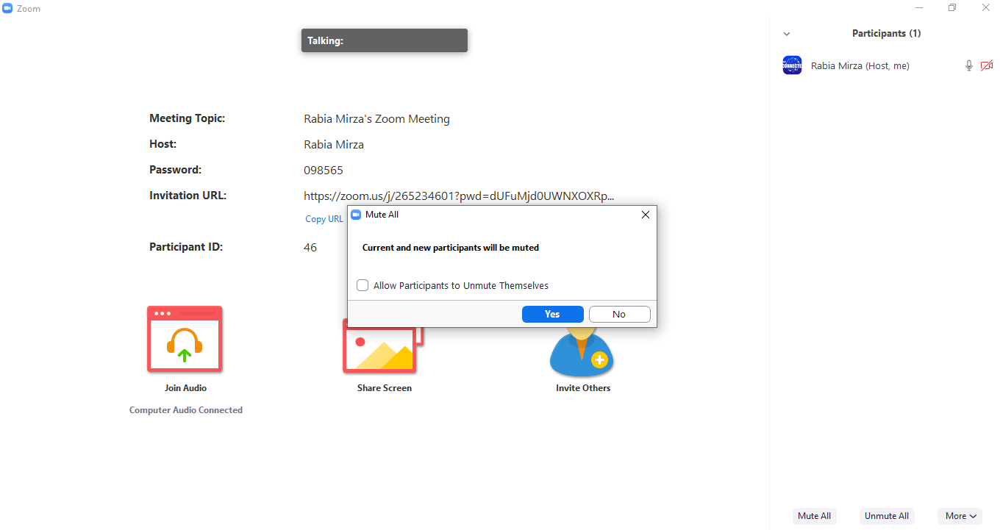 Zoom
Talking:
Participants (1)
CONNECTE
Rabia Mirza (Host, me)
Meeting Topic: Rabia Mirza's Zoom Meeting
Host: Rabia Mirza
Password: 098565
Invitation URL: https://zoom.us/j/265234601?pwd=dUFuMjd0UWNXOXRp...
Copy URL
Participant ID: 46
Mute All
Current and new participants will be muted
Allow Participants to Unmute Themselves
Yes No
Join Audio Share Screen Invite Others
Computer Audio Connected
Mute All Unmute All More